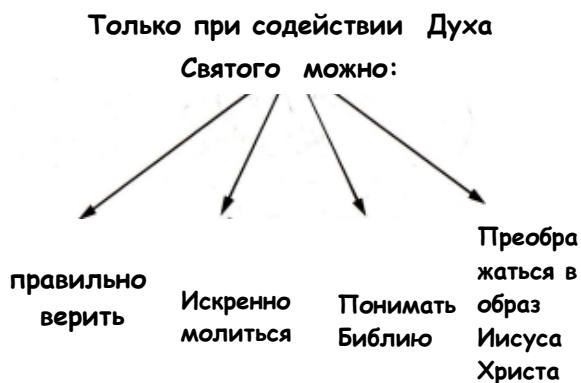 Только при содействии Духа
Святого можно:
правильно
верить
Искренно
молиться
Понимать
Библию
Преобра
жаться в
образ
Иисуса
Христа